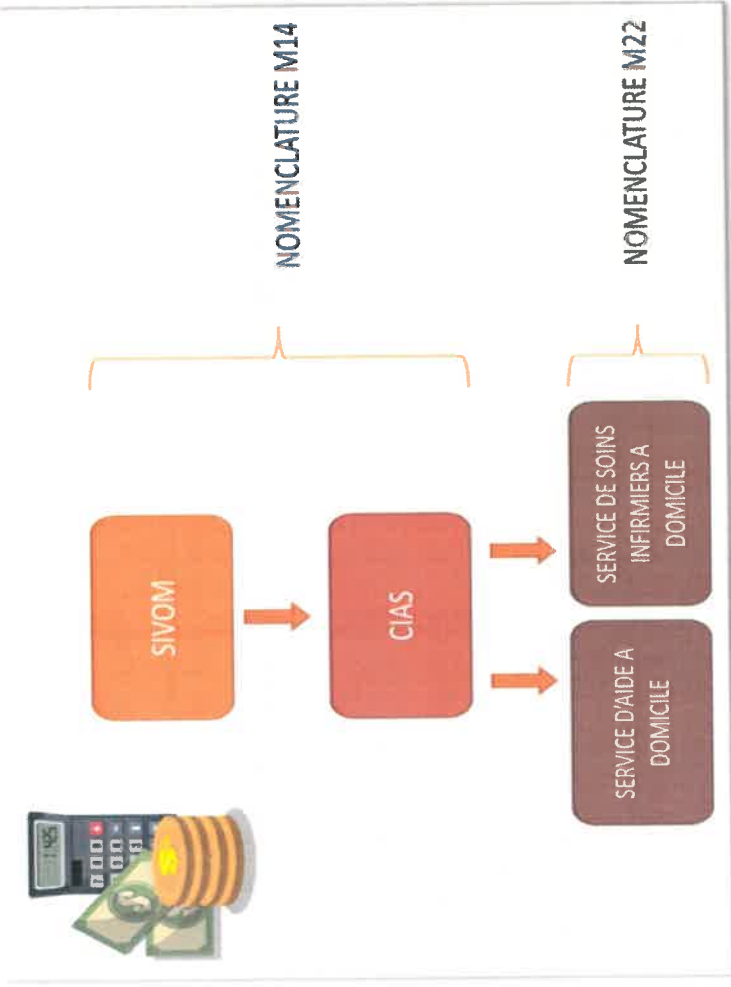 SIVOM
NOMENCLATURE M14
CIAS
SERVICE D'AIDE A
DOMICILE
SERVICE DE SOINS
INFIRMIERS A
DOMICILE
NOMENCLATURE M22